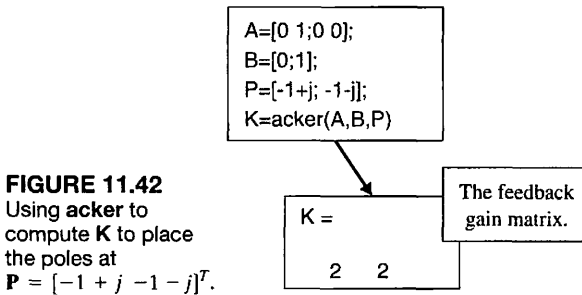 A=[0 1;0 0];
B=[0;1];
P=[-1+j; -1-j];
K=acker(A,B,P)
FIGURE 11.42
Using acker to
compute K to place
the poles at
P = [-1 + j -1 - j]ᵀ.
K =
2 2
The feedback
gain matrix.